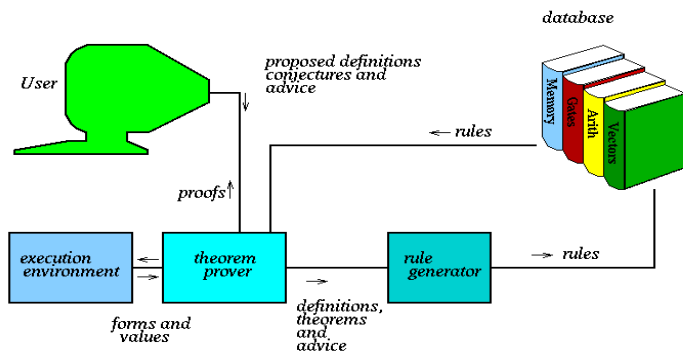 database
User
proposed definitions
conjectures and
advice
Memory
Gates
Arith
Vectors
rules
proofs
execution
environment
theorem
prover
rule
generator
rules
forms and
values
definitions,
theorems
and
advice